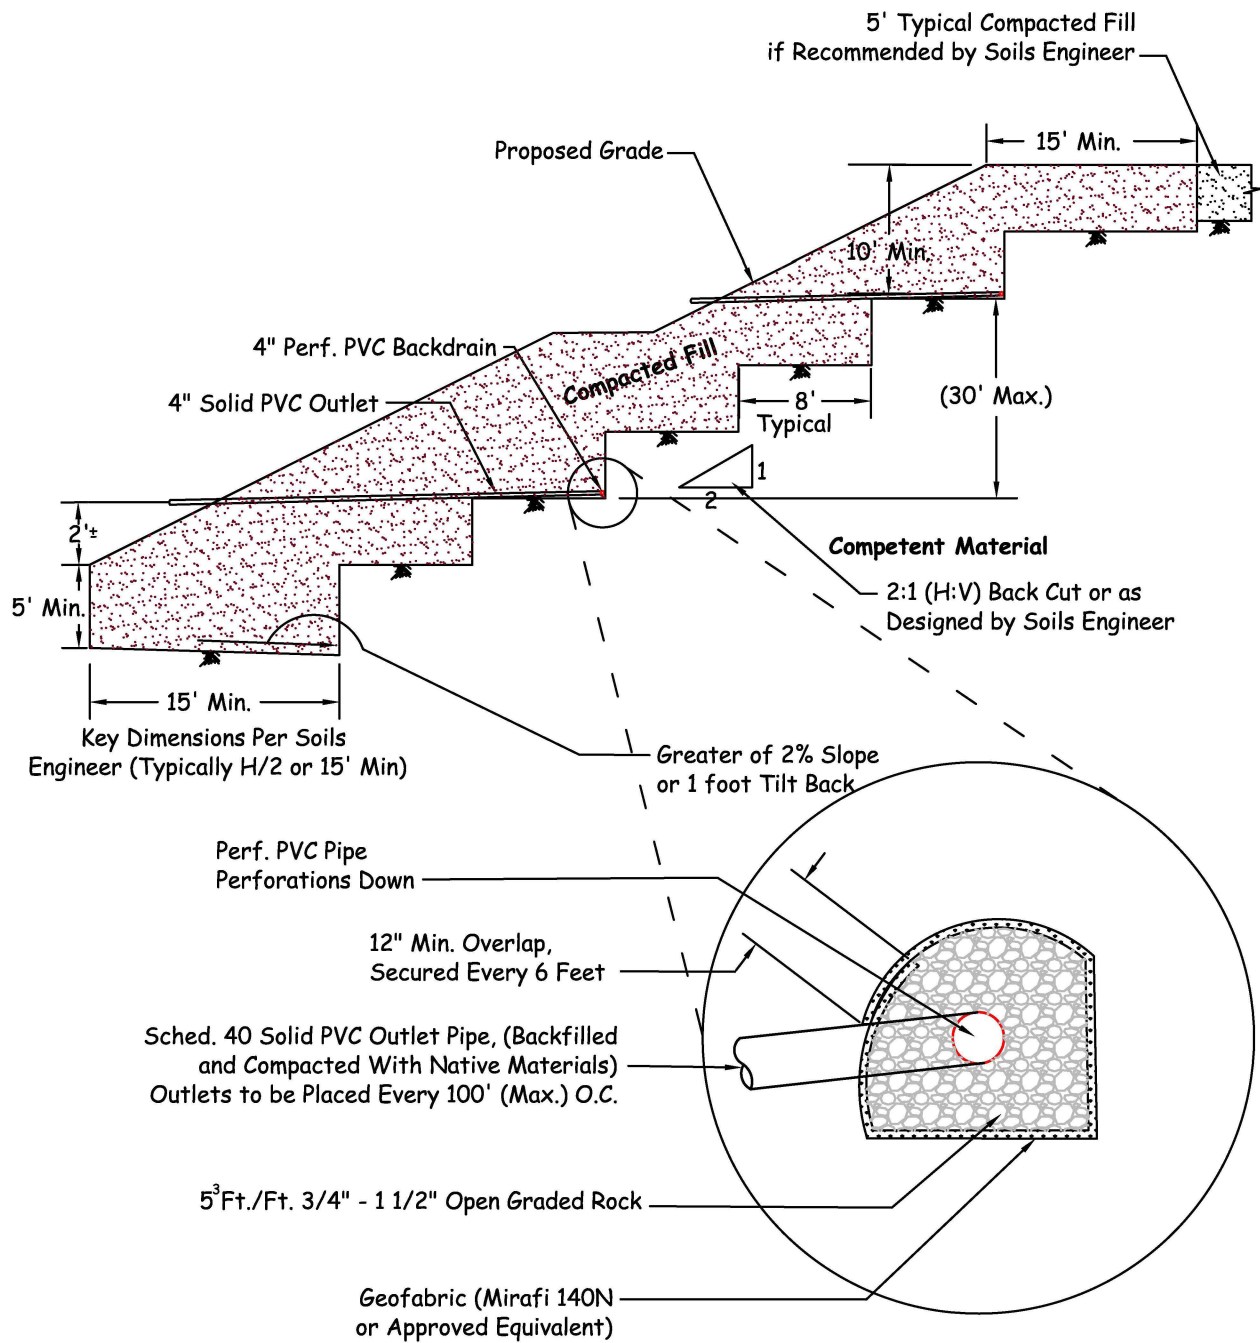 5' Typical Compacted Fill
if Recommended by Soils Engineer
Proposed Grade
15' Min.
10' Min.
4" Perf. PVC Backdrain
Compacted Fill
4" Solid PVC Outlet
8'
Typical
(30' Max.)
1
2
2'±
Competent Material
5' Min.
2:1 (H:V) Back Cut or as
Designed by Soils Engineer
15' Min.
Key Dimensions Per Soils
Engineer (Typically H/2 or 15' Min)
Greater of 2% Slope
or 1 foot Tilt Back
Perf. PVC Pipe
Perforations Down
12" Min. Overlap,
Secured Every 6 Feet
Sched. 40 Solid PVC Outlet Pipe, (Backfilled
and Compacted With Native Materials)
Outlets to be Placed Every 100' (Max.) O.C.
5³Ft./Ft. 3/4" - 1 1/2" Open Graded Rock
Geofabric (Mirafi 140N
or Approved Equivalent)